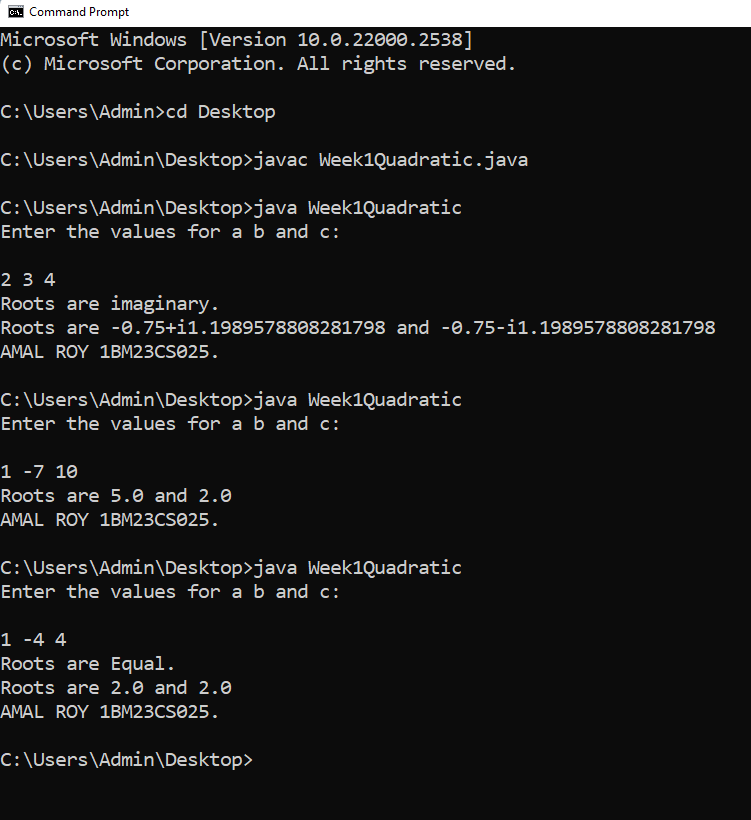 Command Prompt
Microsoft Windows [Version 10.0.22000.2538]
(c) Microsoft Corporation. All rights reserved.
C:\Users\Admin>cd Desktop
C:\Users\Admin\Desktop>javac Week1Quadratic.java
C:\Users\Admin\Desktop>java Week1Quadratic
Enter the values for a b and c:
2 3 4
Roots are imaginary.
Roots are -0.75+i1.1989578808281798 and -0.75-i1.1989578808281798
AMAL ROY 1BM23CS025.
C:\Users\Admin\Desktop>java Week1Quadratic
Enter the values for a b and c:
1 -7 10
Roots are 5.0 and 2.0
AMAL ROY 1BM23CS025.
C:\Users\Admin\Desktop>java Week1Quadratic
Enter the values for a b and c:
1 -4 4
Roots are Equal.
Roots are 2.0 and 2.0
AMAL ROY 1BM23CS025.
C:\Users\Admin\Desktop>